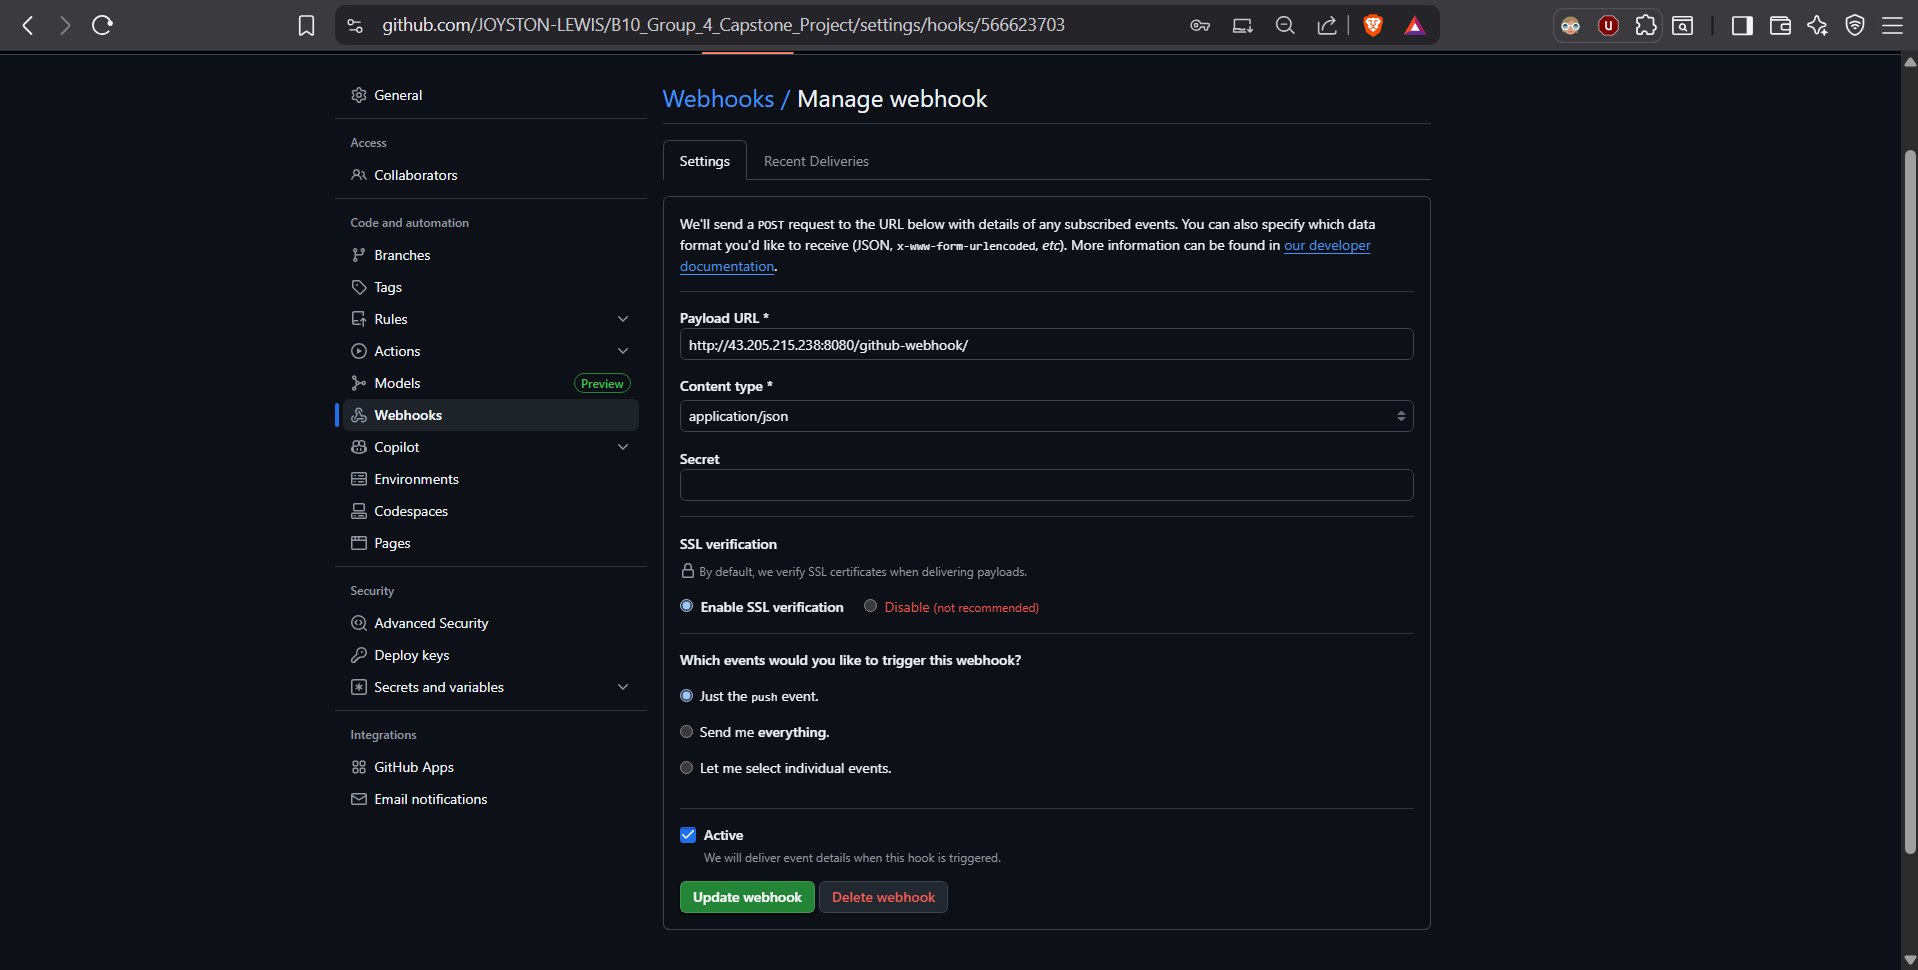 github.com/JOYSTON-LEWIS/B10_Group_4_Capstone_Project/settings/hooks/566623703
General
Access
Collaborators
Code and automation
Branches
Tags
Rules
Actions
Models Preview
Webhooks
Copilot
Environments
Codespaces
Pages
Security
Advanced Security
Deploy keys
Secrets and variables
Integrations
GitHub Apps
Email notifications
Webhooks / Manage webhook
Settings Recent Deliveries
We'll send a POST request to the URL below with details of any subscribed events. You can also specify which data
format you'd like to receive (JSON, x-www-form-urlencoded, etc). More information can be found in our developer
documentation.
Payload URL *
http://43.205.215.238:8080/github-webhook/
Content type *
application/json
Secret
SSL verification
By default, we verify SSL certificates when delivering payloads.
Enable SSL verification Disable (not recommended)
Which events would you like to trigger this webhook?
Just the push event.
Send me everything.
Let me select individual events.
Active
We will deliver event details when this hook is triggered.
Update webhook Delete webhook